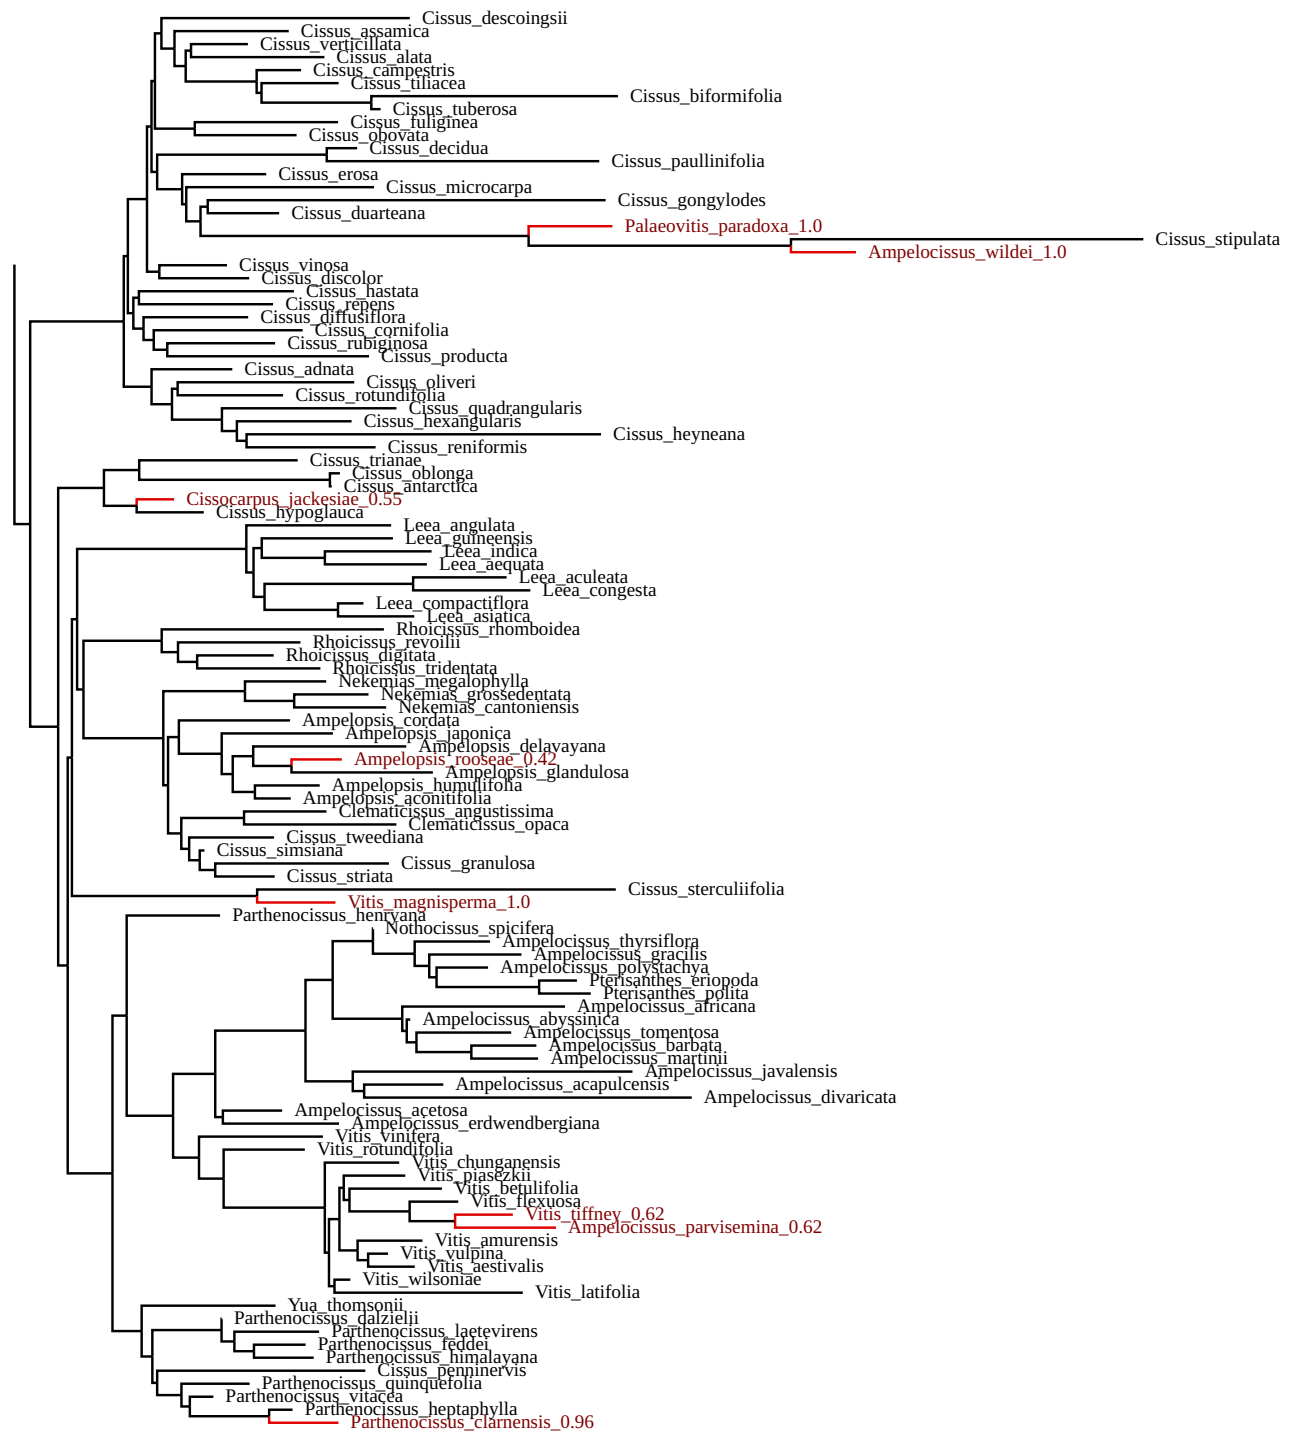 Cissus_descoingsii
Cissus_assamica
Cissus_verticillata
Cissus_alata
Cissus_campestris
Cissus_tiliacea
Cissus_biformifolia
Cissus_tuberosa
Cissus_fuliginea
Cissus_obovata
Cissus_decidua
Cissus_paullinifolia
Cissus_erosa
Cissus_microcarpa
Cissus_gongylodes
Cissus_duarteana
Palaeovitis_paradoxa_1.0
Cissus_stipulata
Ampelocissus_wildei_1.0
Cissus_vinosa
Cissus_discolor
Cissus_hastata
Cissus_repens
Cissus_diffusiflora
Cissus_cornifolia
Cissus_rubiginosa
Cissus_producta
Cissus_adnata
Cissus_oliveri
Cissus_rotundifolia
Cissus_quadrangularis
Cissus_hexangularis
Cissus_heyneana
Cissus_reniformis
Cissus_trianae
Cissus_oblonga
Cissus_antarctica
Cissocarpus_jackesiae_0.55
Cissus_hypoglauca
Leea_angulata
Leea_guineensis
Leea_indica
Leea_aequata
Leea_aculeata
Leea_congesta
Leea_compactiflora
Leea_asiatica
Rhoicissus_rhomboidea
Rhoicissus_revoilii
Rhoicissus_digitata
Rhoicissus_tridentata
Nekemias_megalophylla
Nekemias_grossedentata
Nekemias_cantoniensis
Ampelopsis_cordata
Ampelopsis_japonica
Ampelopsis_delavayana
Ampelopsis_rooseae_0.42
Ampelopsis_glandulosa
Ampelopsis_humulifolia
Ampelopsis_aconitifolia
Clematicissus_angustissima
Clematicissus_opaca
Cissus_tweediana
Cissus_simsiana
Cissus_granulosa
Cissus_striata
Cissus_sterculiifolia
Vitis_magnisperma_1.0
Parthenocissus_henryana
Nothocissus_spicifera
Ampelocissus_thyrsiflora
Ampelocissus_gracilis
Ampelocissus_polystachya
Pterisanthes_eriopoda
Pterisanthes_polita
Ampelocissus_africana
Ampelocissus_abyssinica
Ampelocissus_tomentosa
Ampelocissus_barbata
Ampelocissus_martinii
Ampelocissus_javalensis
Ampelocissus_acapulcensis
Ampelocissus_divaricata
Ampelocissus_acetosa
Ampelocissus_erdwendbergiana
Vitis_vinifera
Vitis_rotundifolia
Vitis_chunganensis
Vitis_piasezkii
Vitis_betulifolia
Vitis_flexuosa
Vitis_tiffney_0.62
Ampelocissus_parvisemina_0.62
Vitis_amurensis
Vitis_vulpina
Vitis_aestivalis
Vitis_wilsoniae
Vitis_latifolia
Yua_thomsonii
Parthenocissus_dalzielii
Parthenocissus_laetevirens
Parthenocissus_feddei
Parthenocissus_himalayana
Cissus_penninervis
Parthenocissus_quinquefolia
Parthenocissus_vitacea
Parthenocissus_heptaphylla
Parthenocissus_clarnensis_0.96